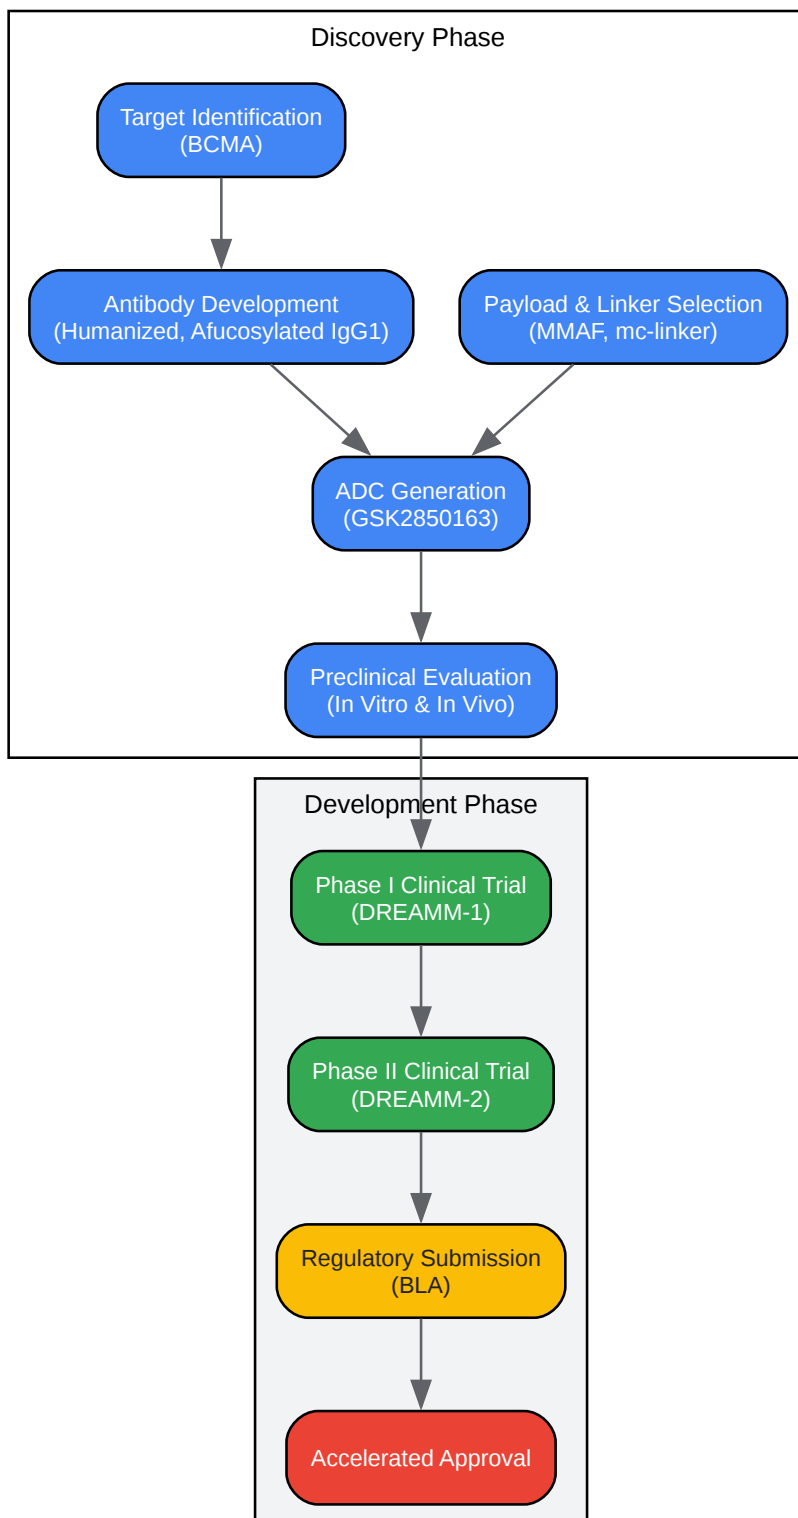 Discovery Phase
Target Identification
(BCMA)
Antibody Development
(Humanized, Afucosylated IgG1)
Payload & Linker Selection
(MMAF, mc-linker)
ADC Generation
(GSK2850163)
Preclinical Evaluation
(In Vitro & In Vivo)
Development Phase
Phase I Clinical Trial
(DREAMM-1)
Phase II Clinical Trial
(DREAMM-2)
Regulatory Submission
(BLA)
Accelerated Approval